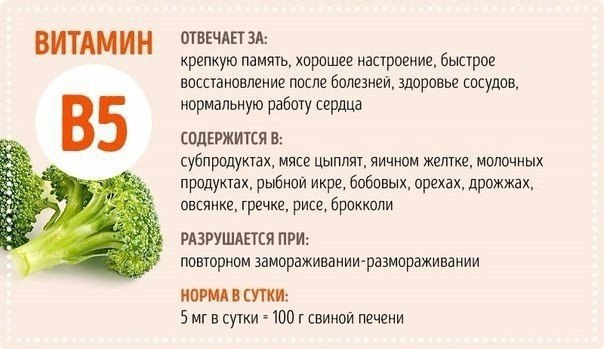 ВИТАМИН
B5
ОТВЕЧАЕТ ЗА:
крепкую память, хорошее настроение, быстрое
восстановление после болезней, здоровье сосудов,
нормальную работу сердца
СОДЕРЖИТСЯ В:
субпродуктах, мясе цыплят, яичном желтке, молочных
продуктах, рыбной икре, бобовых, орехах, дрожжах,
овсянке, гречке, рисе, брокколи
РАЗРУШАЕТСЯ ПРИ:
повторном замораживании-размораживании
НОРМА В СУТКИ:
5 мг в сутки = 100 г свиной печени